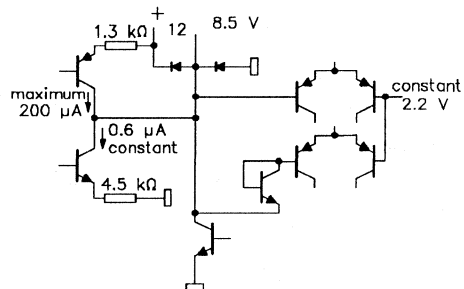 +
1.3 kΩ
12
8.5 V
maximum
200 μA
0.6 μA
constant
4.5 kΩ
constant
2.2 V